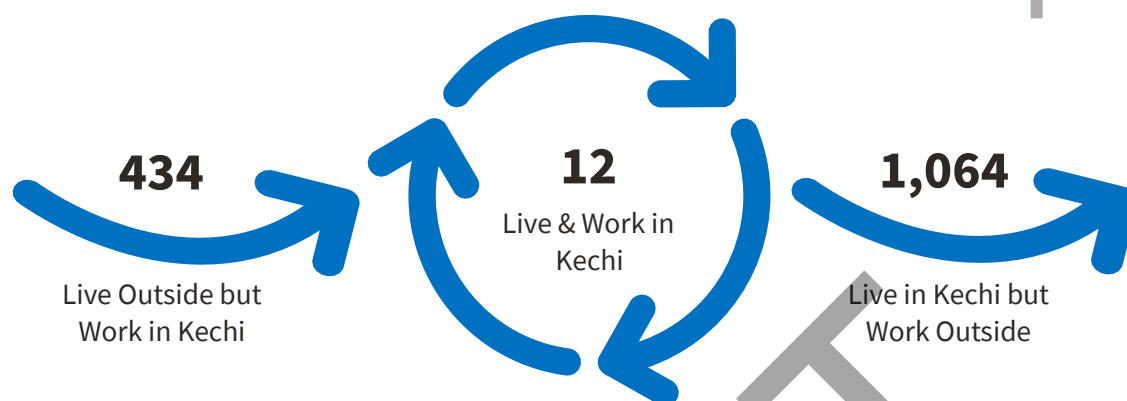 434
Live Outside but
Work in Kechi
12
Live & Work in
Kechi
1,064
Live in Kechi but
Work Outside